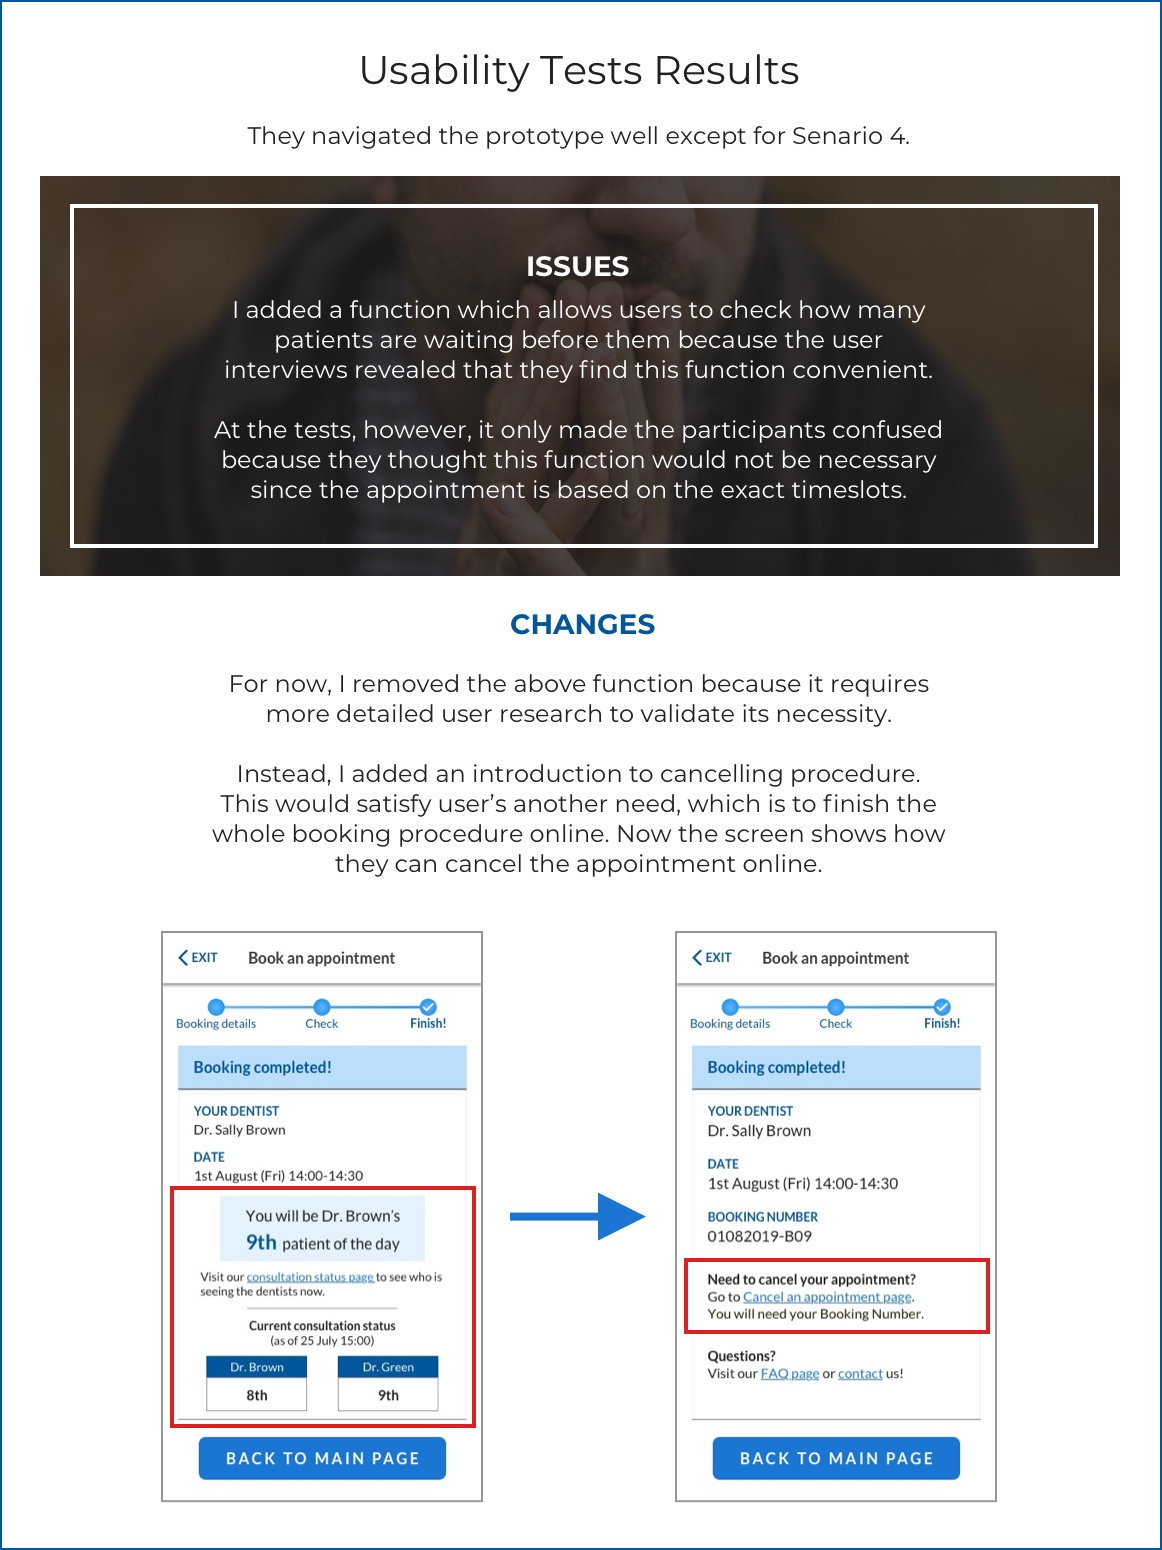 Usability Tests Results
They navigated the prototype well except for Senario 4.
ISSUES
I added a function which allows users to check how many
patients are waiting before them because the user
interviews revealed that they find this function convenient.
At the tests, however, it only made the participants confused
because they thought this function would not be necessary
since the appointment is based on the exact timeslots.
CHANGES
For now, I removed the above function because it requires
more detailed user research to validate its necessity.
Instead, I added an introduction to cancelling procedure.
This would satisfy user's another need, which is to finish the
whole booking procedure online. Now the screen shows how
they can cancel the appointment online.
EXIT Book an appointment
Booking details Check Finish!
Booking completed!
YOUR DENTIST
Dr. Sally Brown
DATE
1st August (Fri) 14:00-14:30
You will be Dr. Brown's
9th patient of the day
Visit our consultation status page to see who is
seeing the dentists now.
Current consultation status
(as of 25 July 15:00)
Dr. Brown Dr. Green
8th 9th
BACK TO MAIN PAGE
EXIT Book an appointment
Booking details Check Finish!
Booking completed!
YOUR DENTIST
Dr. Sally Brown
DATE
1st August (Fri) 14:00-14:30
BOOKING NUMBER
01082019-B09
Need to cancel your appointment?
Go to Cancel an appointment page.
You will need your Booking Number.
Questions?
Visit our FAQ page or contact us!
BACK TO MAIN PAGE